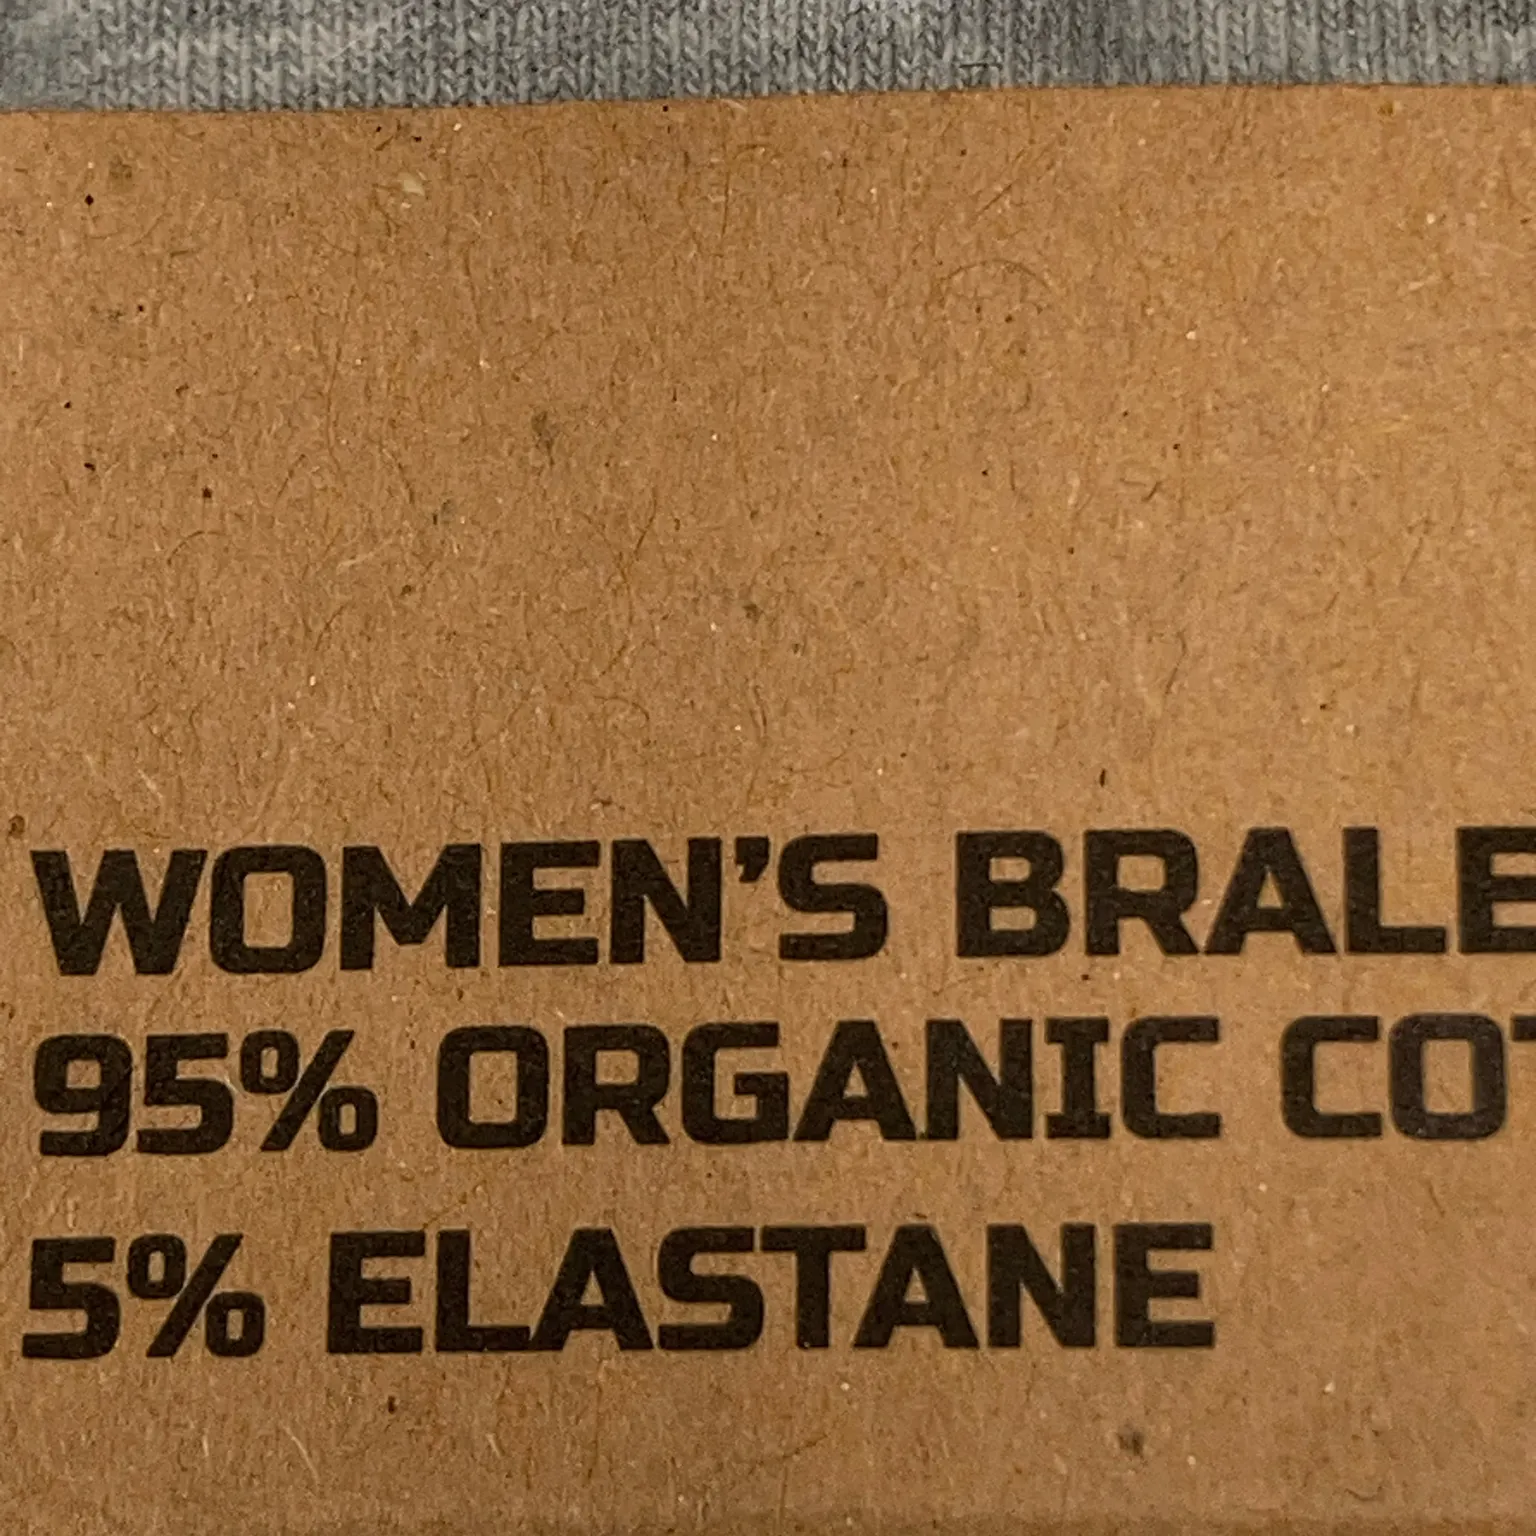 WOMEN'S BRALE
95% ORGANIC COT
5% ELASTANE